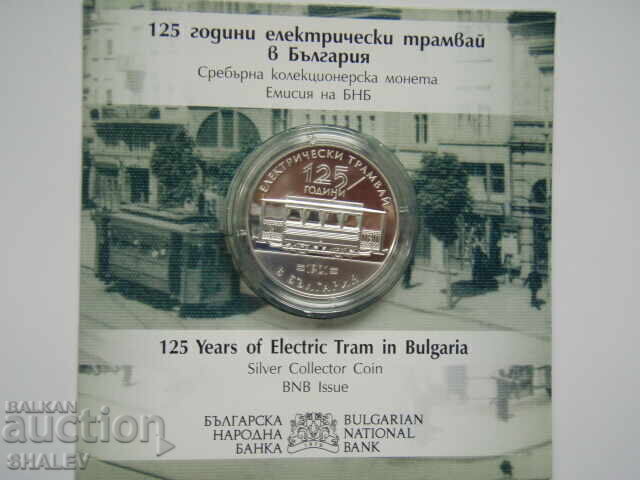 125 години електрически трамвай
в България
Сребърна колекционерска монета
Емисия на БНБ
ЕЛЕКТРИЧЕСКИ ТРАМВАЙ
125
ГОДИНИ
В БЪЛГАРИЯ
125 Years of Electric Tram in Bulgaria
Silver Collector Coin
BNB Issue
БЪЛГАРСКА
НАРОДНА
БАНКА
BULGARIAN
NATIONAL
BANK
BALKAN
auction
SHALEV